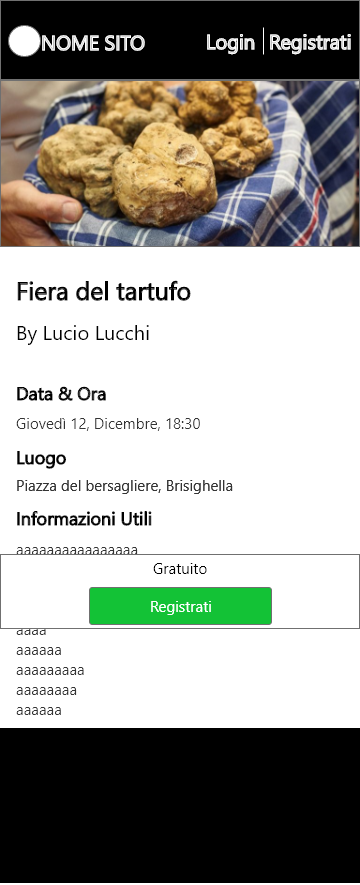 NOME SITO
Login
Registrati
Fiera del tartufo
By Lucio Lucchi
Data & Ora
Giovedì 12, Dicembre, 18:30
Luogo
Piazza del bersagliere, Brisighella
Informazioni Utili
aaaaaaaaaaaaaaaa
Gratuito
Registrati
aaaa
aaaaaa
aaaaaaaaa
aaaaaaaa
aaaaaa